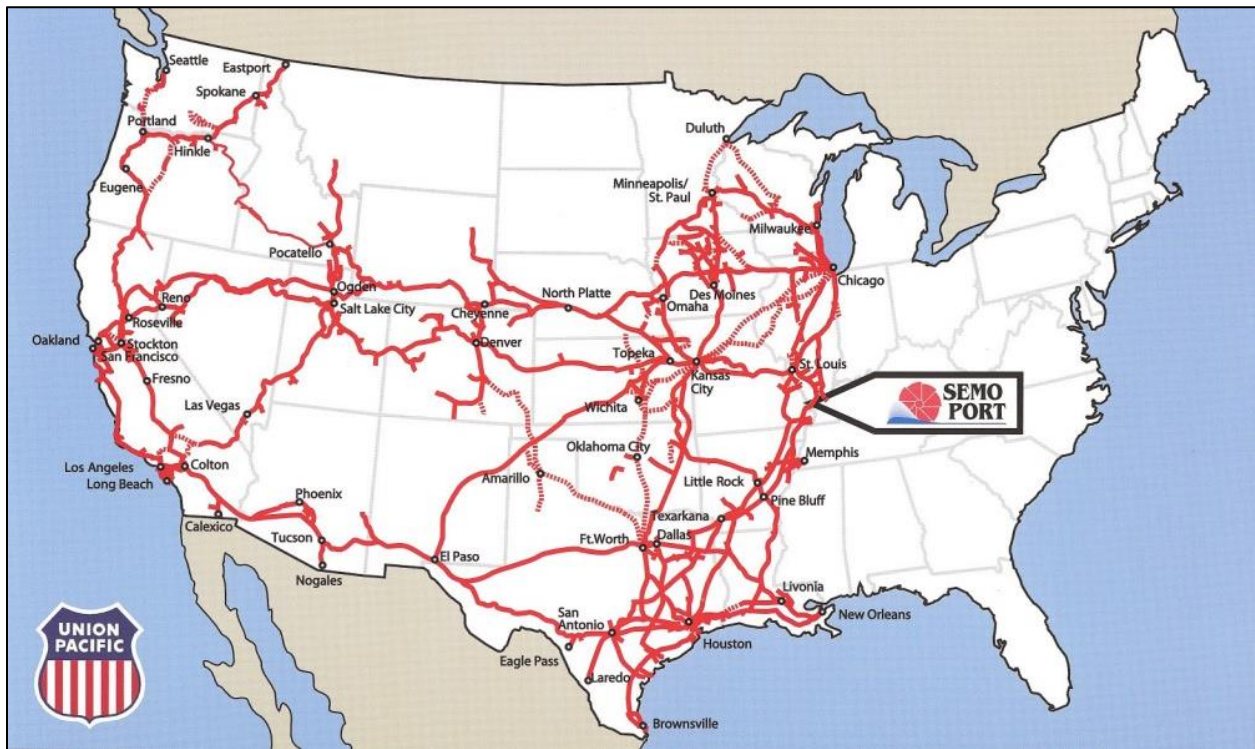 Seattle
Eastport
Spokane
Portland
Hinkle
Eugene
Duluth
Minneapolis/
St. Paul
Milwaukee
Pocatello
Chicago
Reno
Ogden
North Platte
Omaha
Des Moines
Roseville
Salt Lake City
Cheyenne
Oakland
Stockton
San Francisco
Denver
Topeka
Kansas
City
St. Louis
Fresno
SEMO
PORT
Las Vegas
Wichita
Oklahoma City
Memphis
Los Angeles
Long Beach
Colton
Amarillo
Little Rock
Phoenix
Pine Bluff
Calexico
Texarkana
Tucson
Ft.Worth
Dallas
El Paso
Nogales
Livonia
New Orleans
San
Antonio
Houston
Eagle Pass
Laredo
Brownsville
UNION
PACIFIC